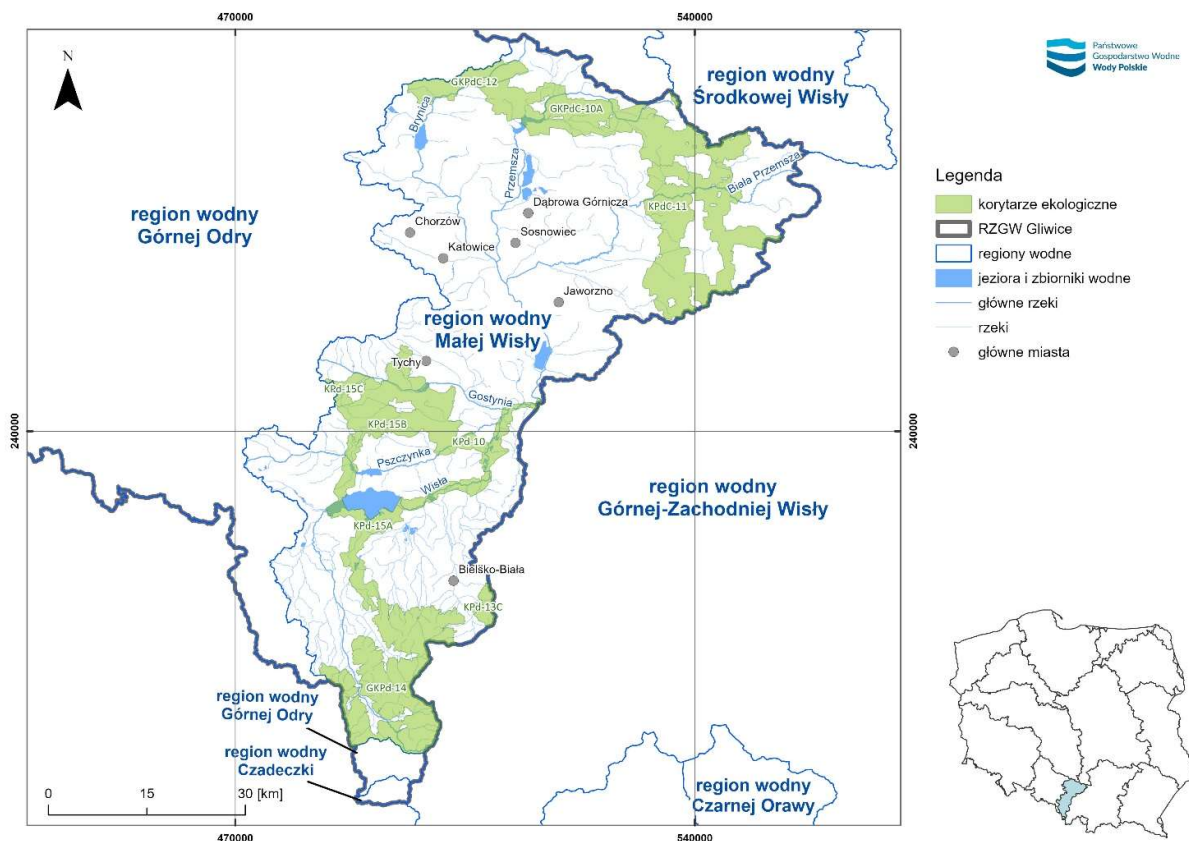 470000
540000
N
Państwowe
Gospodarstwo Wodne
Wody Polskie
region wodny
Środkowej Wisły
GKPdC-12
GKPdC-10A
Brynica
Przemsza
Biała Przemsza
KPdC-11
Legenda
korytarze ekologiczne
RZGW Gliwice
regiony wodne
jeziora i zbiorniki wodne
główne rzeki
rzeki
główne miasta
region wodny
Górnej Odry
Dąbrowa Górnicza
Chorzów
Sosnowiec
Katowice
Jaworzno
region wodny
Małej Wisły
Tychy
KPd-15C
Gostynia
KPd-15B
240000
240000
KPd-10
Pszczynka
Wisła
region wodny
Górnej-Zachodniej Wisły
KPd-15A
Bielsko-Biała
KPd-13C
GKPd-14
region wodny
Górnej Odry
region wodny
Czadeczki
region wodny
Czarnej Orawy
0 15 30 [km]
470000
540000